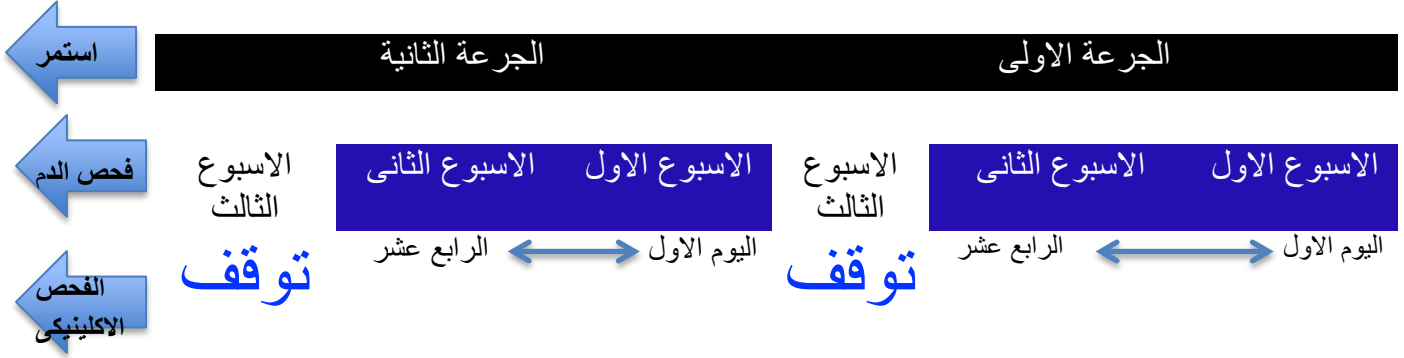 الجرعة الاولى
الجرعة الثانية
استمر
الاسبوع الاول
الاسبوع الثانى
الاسبوع
الثالث
الاسبوع الاول
الاسبوع الثانى
الاسبوع
الثالث
فحص الدم
اليوم الاول
الرابع عشر
توقف
اليوم الاول
الرابع عشر
توقف
الفحص
الاكلينيكى